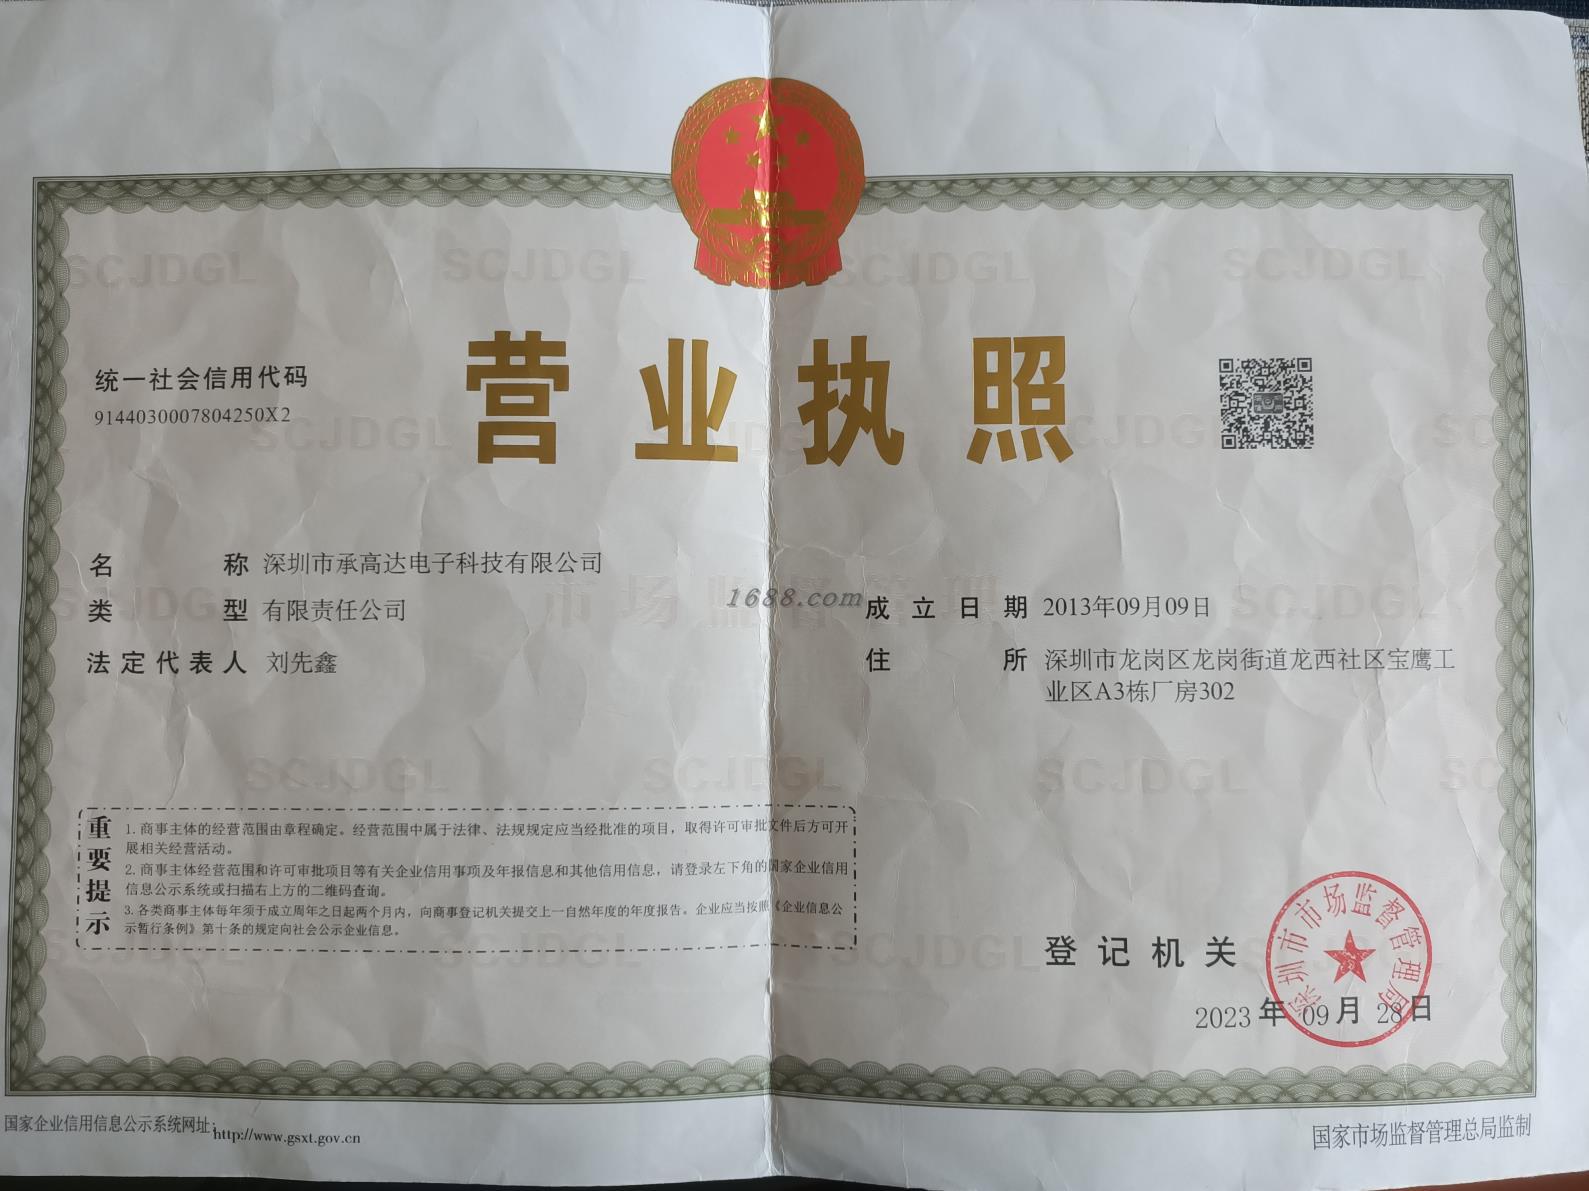 营业执照
统一社会信用代码
9144030007804250X2
名称 深圳市承高达电子科技有限公司
类型 有限责任公司
法定代表人 刘先鑫
成立日期 2013年09月09日
住所 深圳市龙岗区龙岗街道龙西社区宝鹰工
业区A3栋厂房302
1688.com
市场监督管理
SCJDGL
重要提示
1. 商事主体的经营范围由章程确定。经营范围中属于法律、法规规定应当经批准的项目，取得许可审批文件后方可开
展相关经营活动。
2. 商事主体经营范围和许可审批项目等有关企业信用事项及年报信息和其他信用信息，请登录左下角的国家企业信用
信息公示系统或扫描右上方的二维码查询。
3. 各类商事主体每年须于成立周年之日起两个月内，向商事登记机关提交上一自然年度的年度报告。企业应当按照《企业信息公
示暂行条例》第十条的规定向社会公示企业信息。
登记机关
深圳市市场监督管理局
2023年09月28日
国家企业信用信息公示系统网址：http://www.gsxt.gov.cn
国家市场监督管理总局监制